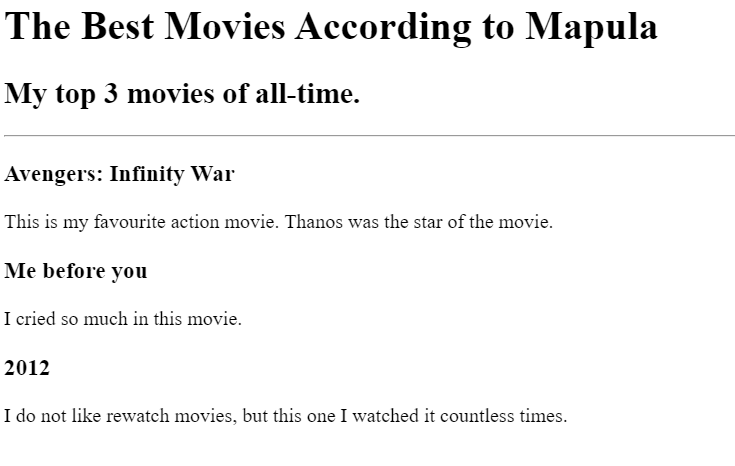 The Best Movies According to Mapula
My top 3 movies of all-time.
Avengers: Infinity War
This is my favourite action movie. Thanos was the star of the movie.
Me before you
I cried so much in this movie.
2012
I do not like rewatch movies, but this one I watched it countless times.